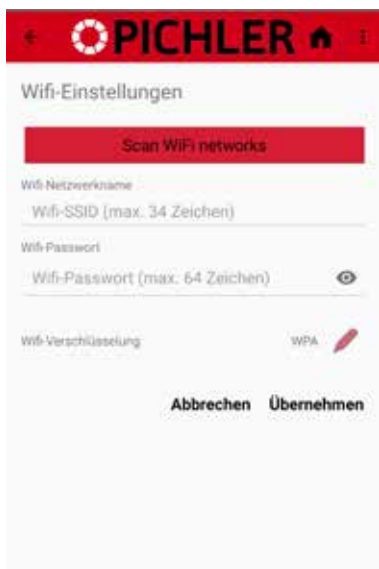 PICHLER
Wifi-Einstellungen
Scan WiFi networks
Wifi-Netzwerkname
Wifi-SSID (max. 34 Zeichen)
Wifi-Passwort
Wifi-Passwort (max. 64 Zeichen)
Wifi-Verschlüsselung WPA
Abbrechen Übernehmen